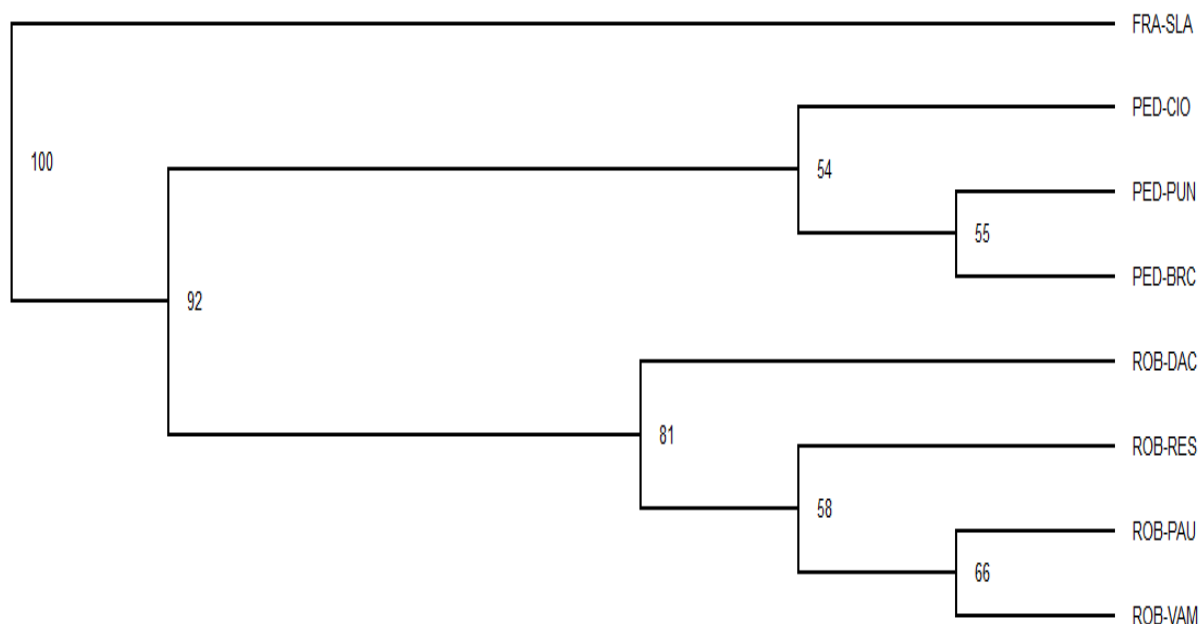 FRA-SLA
PED-CIO
100
54
PED-PUN
55
PED-BRC
92
ROB-DAC
81
ROB-RES
58
ROB-PAU
66
ROB-VAM